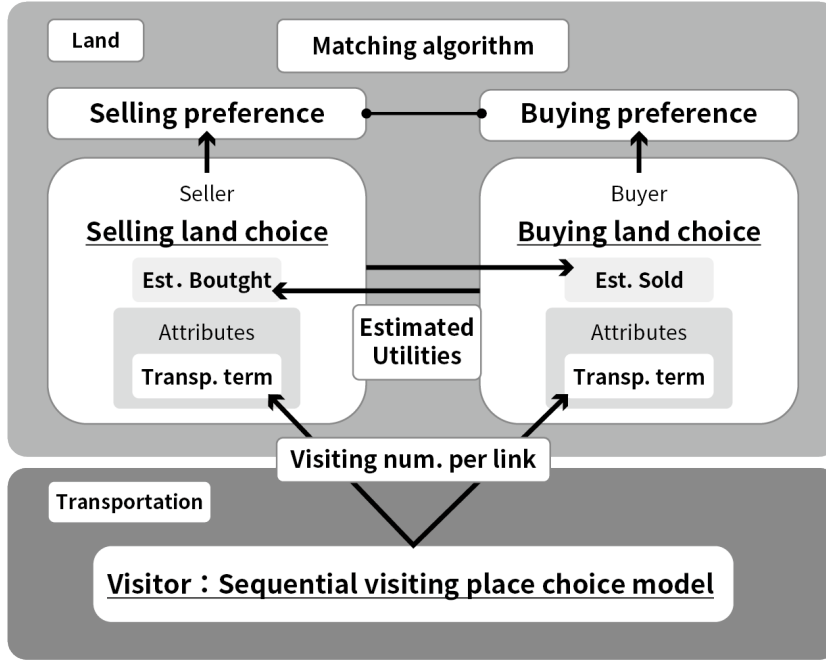 Land
Matching algorithm
Selling preference
Buying preference
Seller
Selling land choice
Est. Boutght
Attributes
Transp. term
Buyer
Buying land choice
Est. Sold
Attributes
Transp. term
Estimated
Utilities
Visiting num. per link
Transportation
Visitor：Sequential visiting place choice model